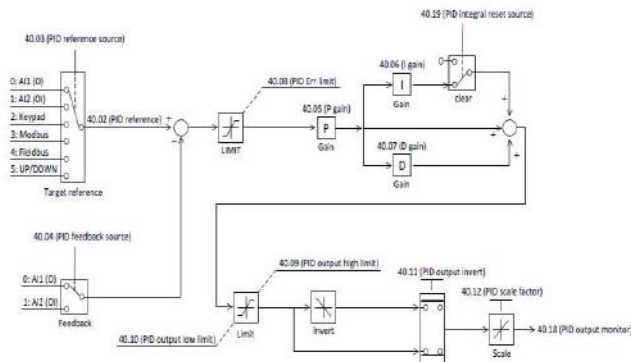 40.19 (PID integral reset source)
40.03 (PID reference source)
0
40.06 (I gain)
40.08 (PID Err limit)
0: AI1 (O)
I
clear
+
1: AI2 (OI)
40.02 (PID reference)
40.05 (P gain)
Gain
2: Keypad
+
P
+
3: Modbus
−
LIMIT
Gain
40.07 (D gain)
+
4: Fieldbus
D
5: UP/DOWN
Gain
Target reference
40.04 (PID feedback source)
40.09 (PID output high limit)
40.11 (PID output invert)
0: AI1 (O)
40.12 (PID scale factor)
1: AI2 (OI)
Feedback
Limit
Invert
40.18 (PID output monitor)
40.10 (PID output low limit)
Scale